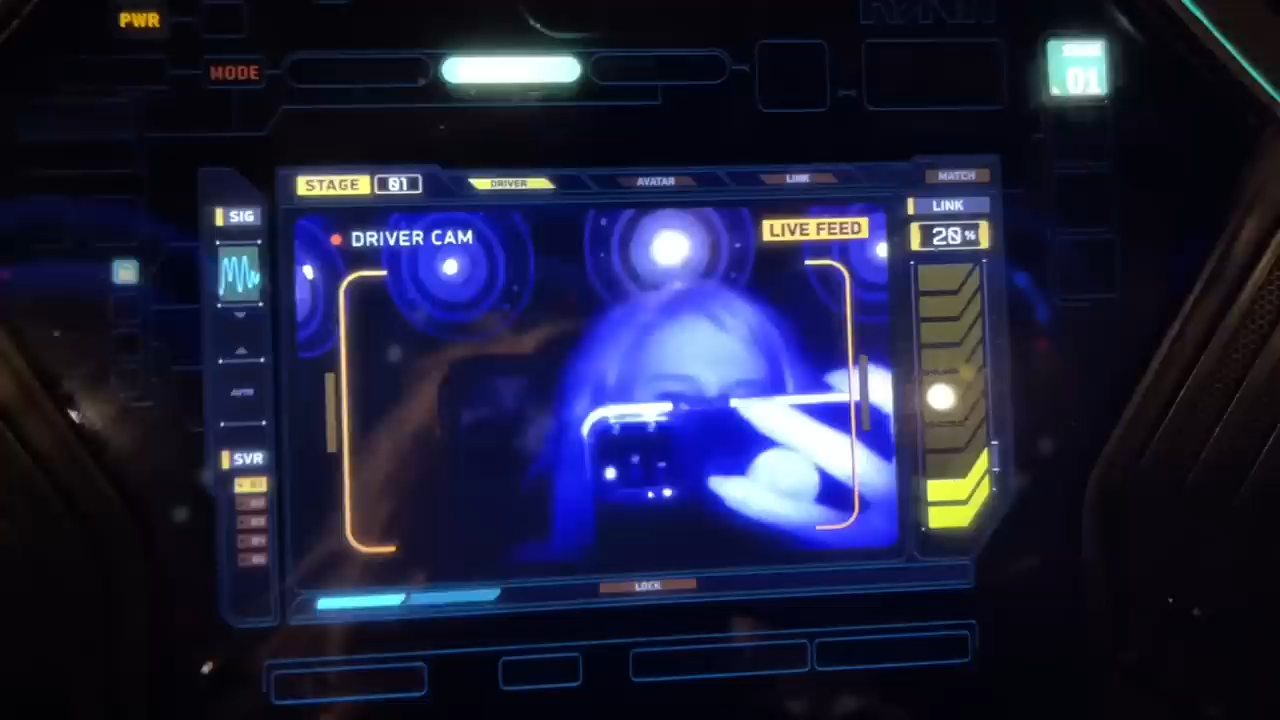 PWR
MODE
01
STAGE 01
DRIVER
AVATAR
LINK
MATCH
SIG
LINK
DRIVER CAM
LIVE FEED
20%
SVR
LOCK